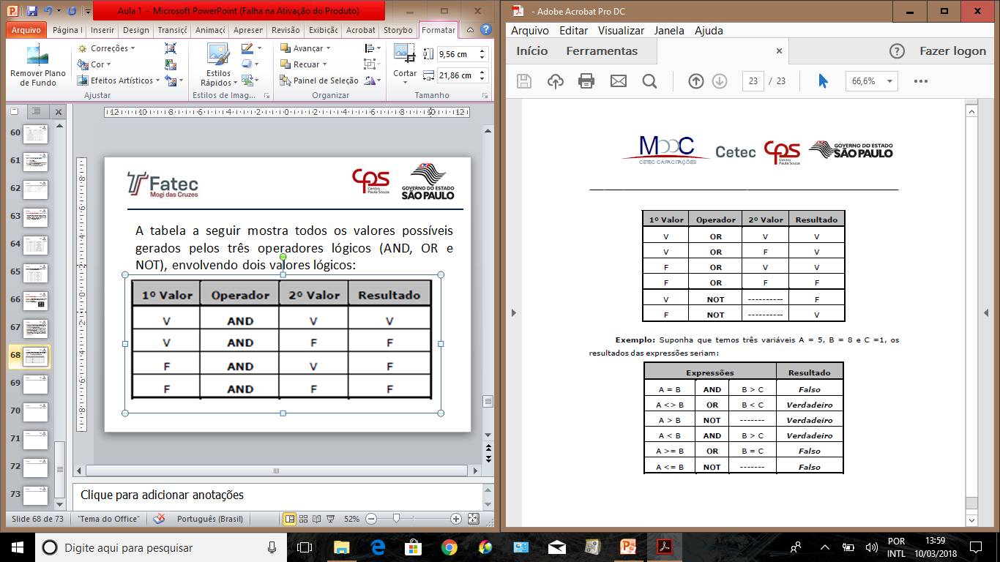 Aula 1 - Microsoft PowerPoint (Falha na Ativação do Produto)
Arquivo Página I Inserir Design Transiçõ Animaçõ Apresen Revisão Exibição Acrobat Storybo Formatar
Remover Plano de Fundo
Correções
Cor
Efeitos Artísticos
Ajustar
Estilos Rápidos
Estilos de Imag...
Avançar
Recuar
Painel de Seleção
Organizar
Cortar
9,56 cm
21,86 cm
Tamanho
60
61
62
63
64
65
66
67
68
69
70
71
72
73
Fatec
Mogi das Cruzes
CPS
Centro
Paula Souza
GOVERNO DO ESTADO
SÃO PAULO
A tabela a seguir mostra todos os valores possíveis
gerados pelos três operadores lógicos (AND, OR e
NOT), envolvendo dois valores lógicos:
1º Valor Operador 2º Valor Resultado
V AND V V
V AND F F
F AND V F
F AND F F
Clique para adicionar anotações
Slide 68 de 73 "Tema do Office" Português (Brasil) 52%
- Adobe Acrobat Pro DC
Arquivo Editar Visualizar Janela Ajuda
Início Ferramentas × ? Fazer logon
23 / 23 66,6%
MOOC
CETEC CAPACITAÇÕES
Cetec
CPS
Centro
Paula Souza
GOVERNO DO ESTADO
SÃO PAULO
1º Valor Operador 2º Valor Resultado
V OR V V
V OR F V
F OR V V
F OR F F
V NOT ---------- F
F NOT ---------- V
Exemplo: Suponha que temos três variáveis A = 5, B = 8 e C =1, os
resultados das expressões seriam:
Expressões Resultado
A = B AND B > C Falso
A <> B OR B < C Verdadeiro
A > B NOT ------- Verdadeiro
A < B AND B > C Verdadeiro
A >= B OR B = C Falso
A <= B NOT ------- Falso
Digite aqui para pesquisar
POR
INTL
13:59
10/03/2018